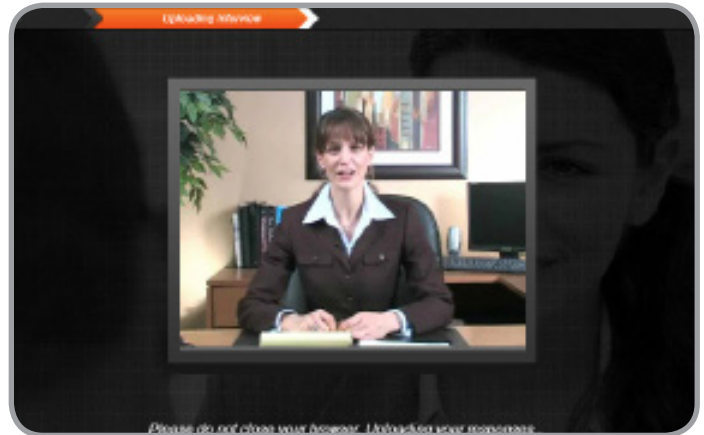 Uploading Interview
Please do not close your browser. Uploading your responses...